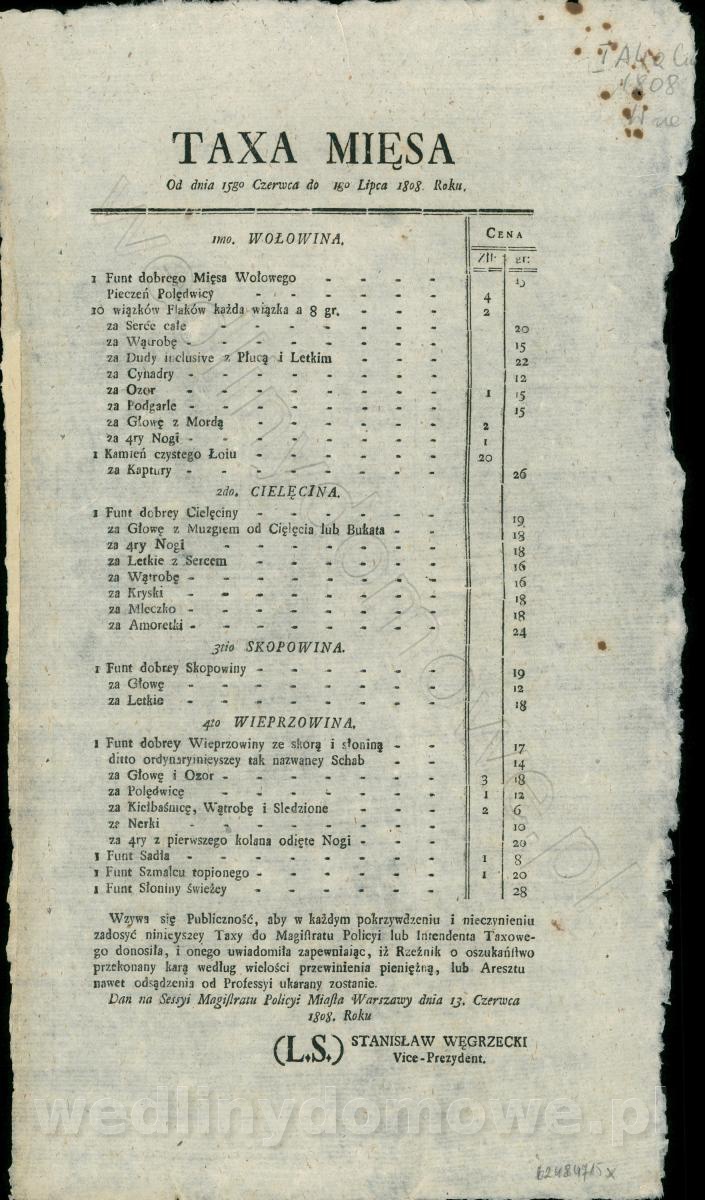 1808
TAXA MIĘSA
Od dnia 15go Czerwca do 1go Lipca 1808. Roku.
CENA
1mo. WOŁOWINA.
Zll. gr:
1 Funt dobrego Mięsa Wołowego - - - -
Pieczeń Polędwicy - - - - - - 4
10 wiązków Flaków każda wiązka a 8 gr. - - - 2
za Serce całe - - - - - - - 20
za Wątrobę - - - - - - - - 15
za Dudy inclusive z Płucą i Letkim - - - 22
za Cynadry - - - - - - - - 12
za Ozor - - - - - - - - 1 15
za Podgarle - - - - - - - - 15
za Głowę z Mordą - - - - - - 2
za 4ry Nogi - - - - - - - - 1
1 Kamień czystego Łoiu - - - - - - 20
za Kaptury - - - - - - - - 26
2do. CIELĘCINA.
1 Funt dobrey Cielęciny - - - - - - 19
za Głowę z Muzgiem od Cięlęcia lub Bukata - - 18
za 4ry Nogi - - - - - - - 18
za Letkie z Sercem - - - - - - 16
za Wątrobę - - - - - - - - 16
za Kryski - - - - - - - - 18
za Mleczko - - - - - - - - 18
za Amoretki - - - - - - - - 24
3tio SKOPOWINA.
1 Funt dobrey Skopowiny - - - - - - 19
za Głowę - - - - - - - - 12
za Letkie - - - - - - - - 18
4to WIEPRZOWINA.
1 Funt dobrey Wieprzowiny ze skorą i słoniną - - 17
ditto ordynaryinieyszey tak nazwaney Schab - - 14
za Głowę i Ozor - - - - - - - 3 18
za Polędwicę - - - - - - - 1 12
za Kiełbaśnicę, Wątrobę i Sledzionę - - - 2 6
za Nerki - - - - - - - - 10
za 4ry z pierwszego kolana odięte Nogi - - - 20
1 Funt Sadła - - - - - - - - 1 8
1 Funt Szmalcu topionego - - - - - - 1 20
1 Funt Słoniny świeżey - - - - - - 28
Wzywa się Publiczność, aby w każdym pokrzywdzeniu i nieczynieniu
zadosyć ninieyszey Taxy do Magistratu Policyi lub Intendenta Taxowe-
go donosiła, i onego uwiadomiła zapewniaiąc, iż Rzeźnik o oszukaństwo
przekonany karą według wielości przewinienia pieniężną, lub Aresztu
nawet odsądzenia od Professyi ukarany zostanie.
Dan na Sessyi Magistratu Policyi Miasta Warszawy dnia 13. Czerwca
1808. Roku
(L.S.) STANISŁAW WĘGRZECKI
Vice-Prezydent.
wedlinydomowe.pl
wedlinydomowe.pl
62484715x